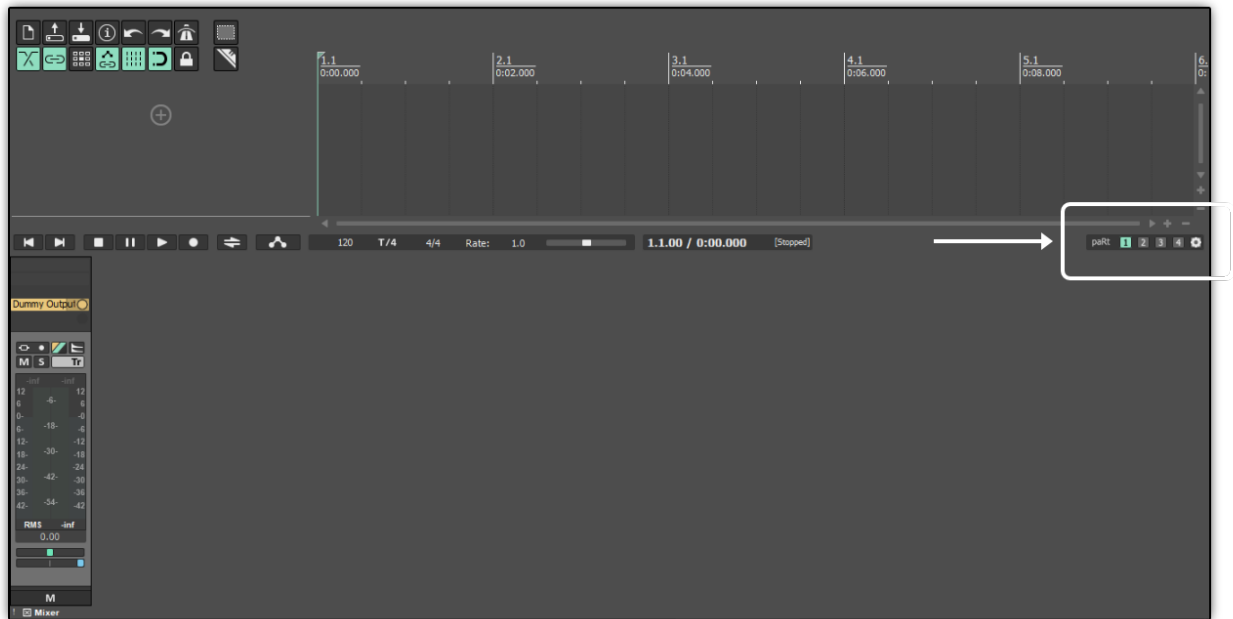 1.1 2.1 3.1 4.1 5.1 6.
0:00.000 0:02.000 0:04.000 0:06.000 0:08.000 0:
120 T/4 4/4 Rate: 1.0 1.1.00 / 0:00.000 [Stopped] paRt 1 2 3 4
Dummy Output
M S Tr
-inf -inf
12 12
6 -6- 6
0- -0
6- -18- -6
12- -12
18- -30- -18
24- -24
30- -42- -30
36- -36
42- -54- -42
RMS -inf
0.00
M
! Mixer